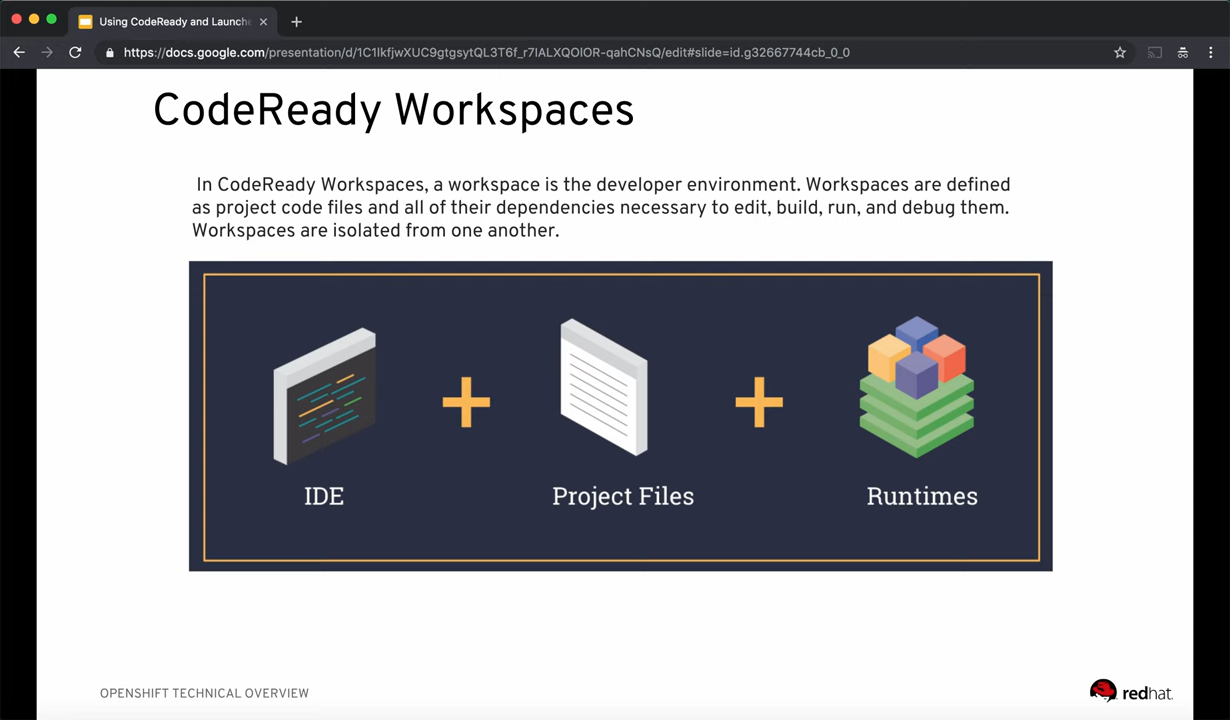 Using CodeReady and Launche
https://docs.google.com/presentation/d/1C1lkfjwXUC9gtgsytQL3T6f_r7IALXQOlOR-qahCNsQ/edit#slide=id.g32667744cb_0_0
CodeReady Workspaces
In CodeReady Workspaces, a workspace is the developer environment. Workspaces are defined
as project code files and all of their dependencies necessary to edit, build, run, and debug them.
Workspaces are isolated from one another.
IDE
Project Files
Runtimes
OPENSHIFT TECHNICAL OVERVIEW
redhat.